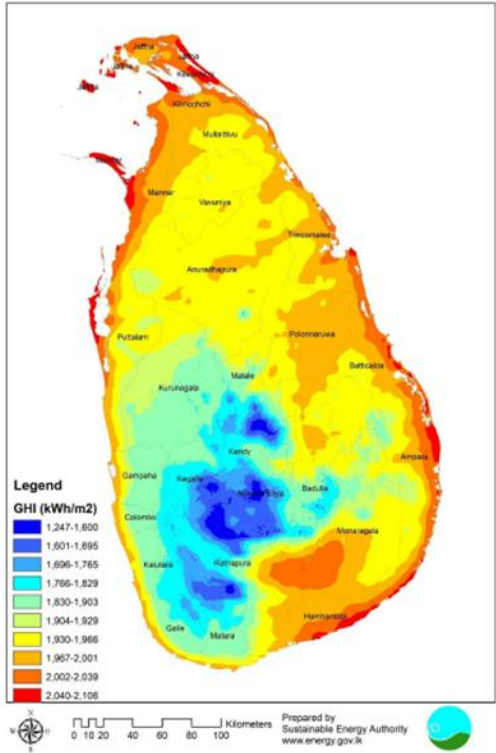 Jaffna
Jaffna
Kilinochchi
Mullaittivu
Mannar
Vavuniya
Trincomalee
Anuradhapura
Polonnaruwa
Puttalam
Batticaloa
Matale
Kurunagala
Kandy
Ampara
Gampaha
Kegalle
Nuwara Eliya
Badulla
Colombo
Monaragala
Kalutara
Ratnapura
Hambantota
Galle
Matara
Legend
GHI (kWh/m2)
1,247-1,600
1,601-1,695
1,696-1,765
1,766-1,829
1,830-1,903
1,904-1,929
1,930-1,966
1,967-2,001
2,002-2,039
2,040-2,106
N
0 10 20 40 60 80 100
Kilometers
Prepared by
Sustainable Energy Authority
www.energy.gov.lk